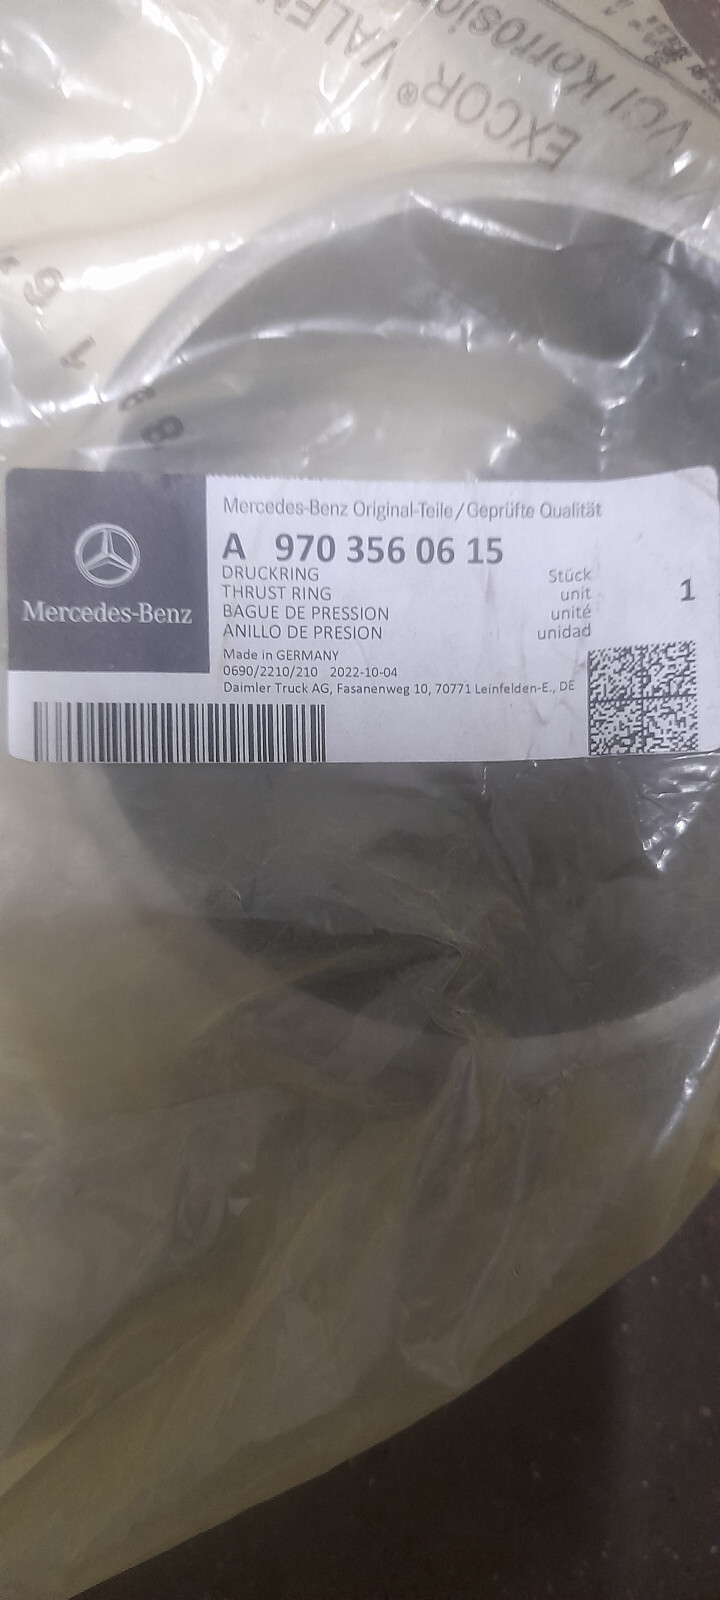 EXCOR® VALEN
VCI Korrosio
Mercedes-Benz
Mercedes-Benz Original-Teile/Geprüfte Qualität
A 970 356 06 15
DRUCKRING Stück
THRUST RING unit 1
BAGUE DE PRESSION unité
ANILLO DE PRESION unidad
Made in GERMANY
0690/2210/210 2022-10-04
Daimler Truck AG, Fasanenweg 10, 70771 Leinfelden-E., DE